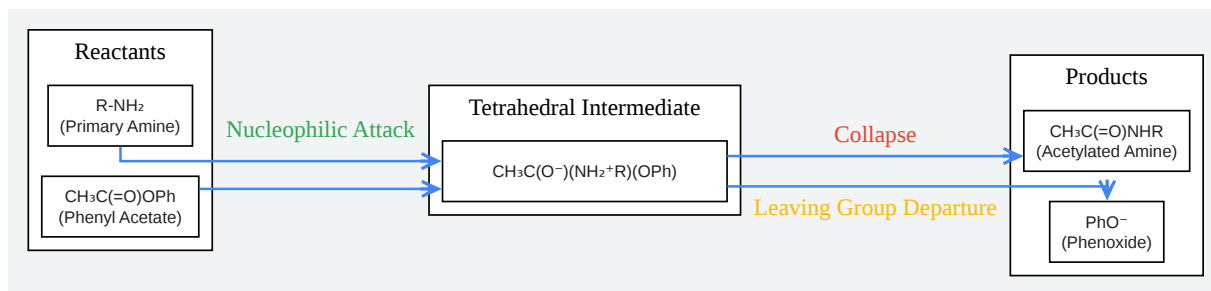 Reactants
R-NH₂
(Primary Amine)
CH₃C(=O)OPh
(Phenyl Acetate)
Nucleophilic Attack
Tetrahedral Intermediate
CH₃C(O⁻)(NH₂⁺R)(OPh)
Collapse
Leaving Group Departure
Products
CH₃C(=O)NHR
(Acetylated Amine)
PhO⁻
(Phenoxide)